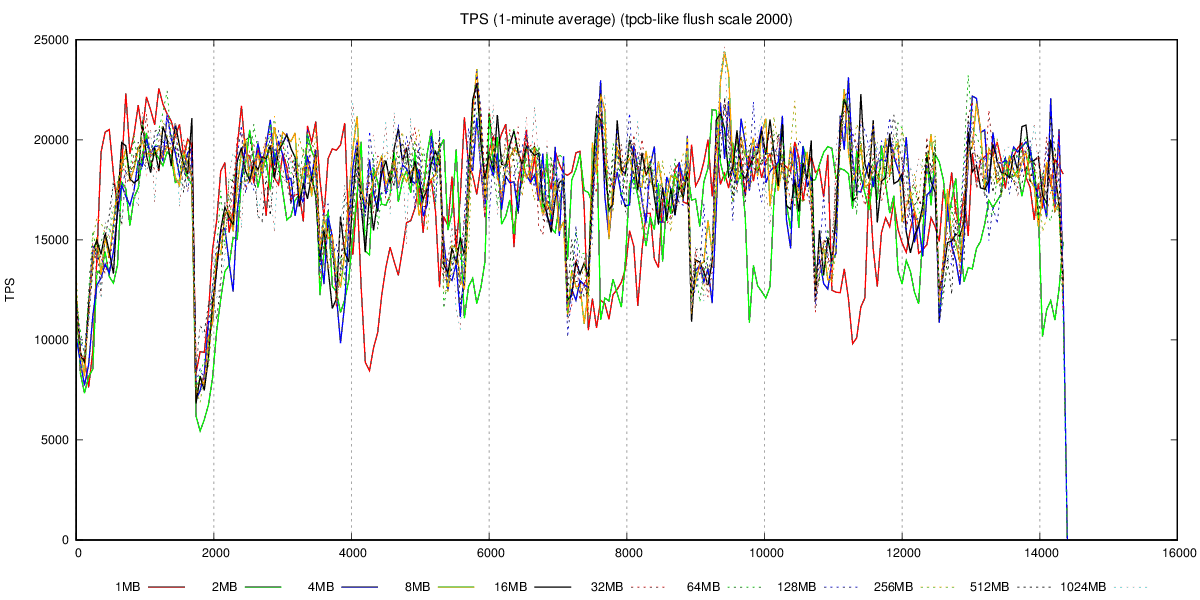 TPS (1-minute average) (tpcb-like flush scale 2000)
25000
20000
15000
10000
5000
0
TPS
0 2000 4000 6000 8000 10000 12000 14000 16000
1MB 2MB 4MB 8MB 16MB 32MB 64MB 128MB 256MB 512MB 1024MB